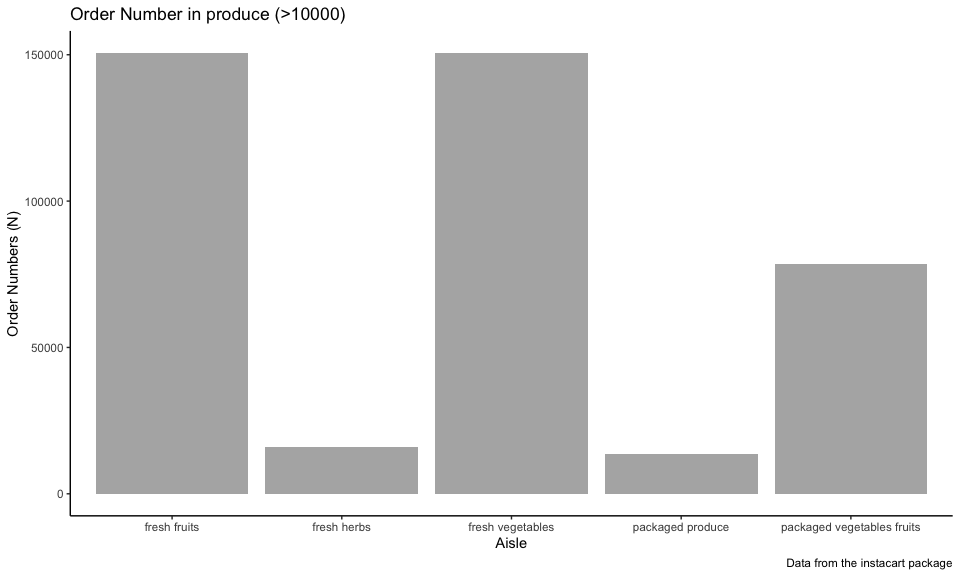 Order Number in produce (>10000)
Order Numbers (N)
150000
100000
50000
0
fresh fruits
fresh herbs
fresh vegetables
packaged produce
packaged vegetables fruits
Aisle
Data from the instacart package